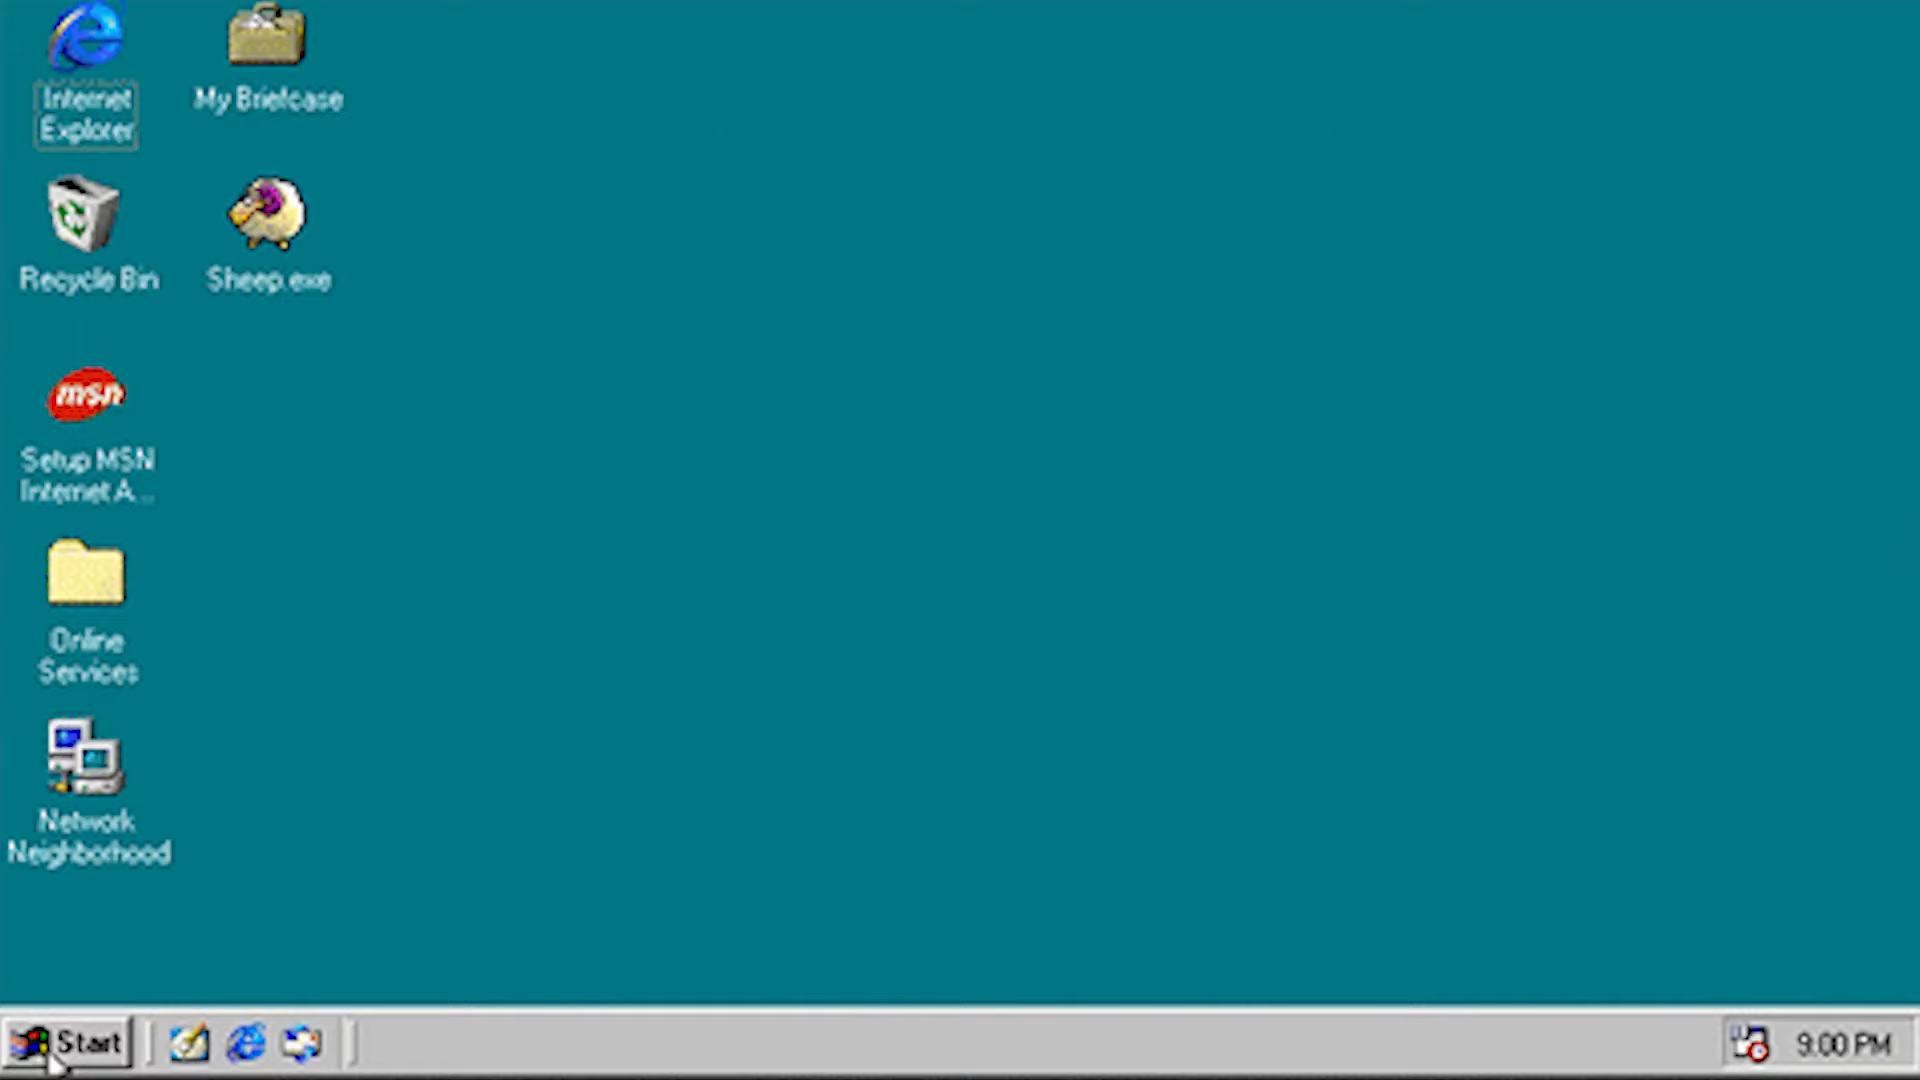 Internet
Explorer
My Briefcase
Recycle Bin
Sheep.exe
msn
Setup MSN
Internet A...
Online
Services
Network
Neighborhood
Start
9:00 PM